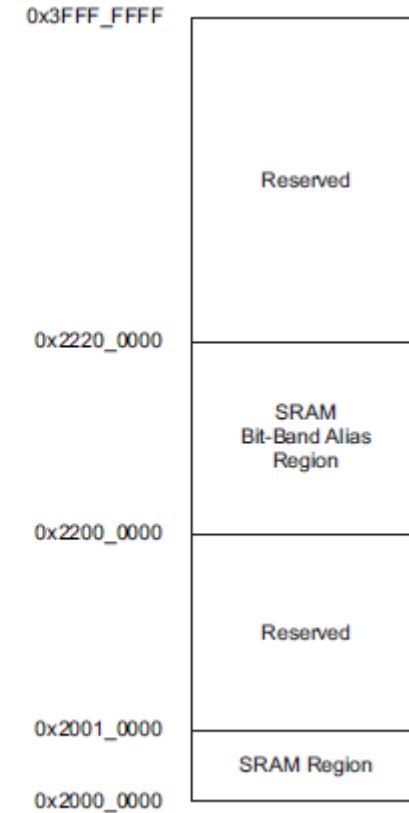 0x3FFF_FFFF
Reserved
0x2220_0000
SRAM
Bit-Band Alias
Region
0x2200_0000
Reserved
0x2001_0000
SRAM Region
0x2000_0000